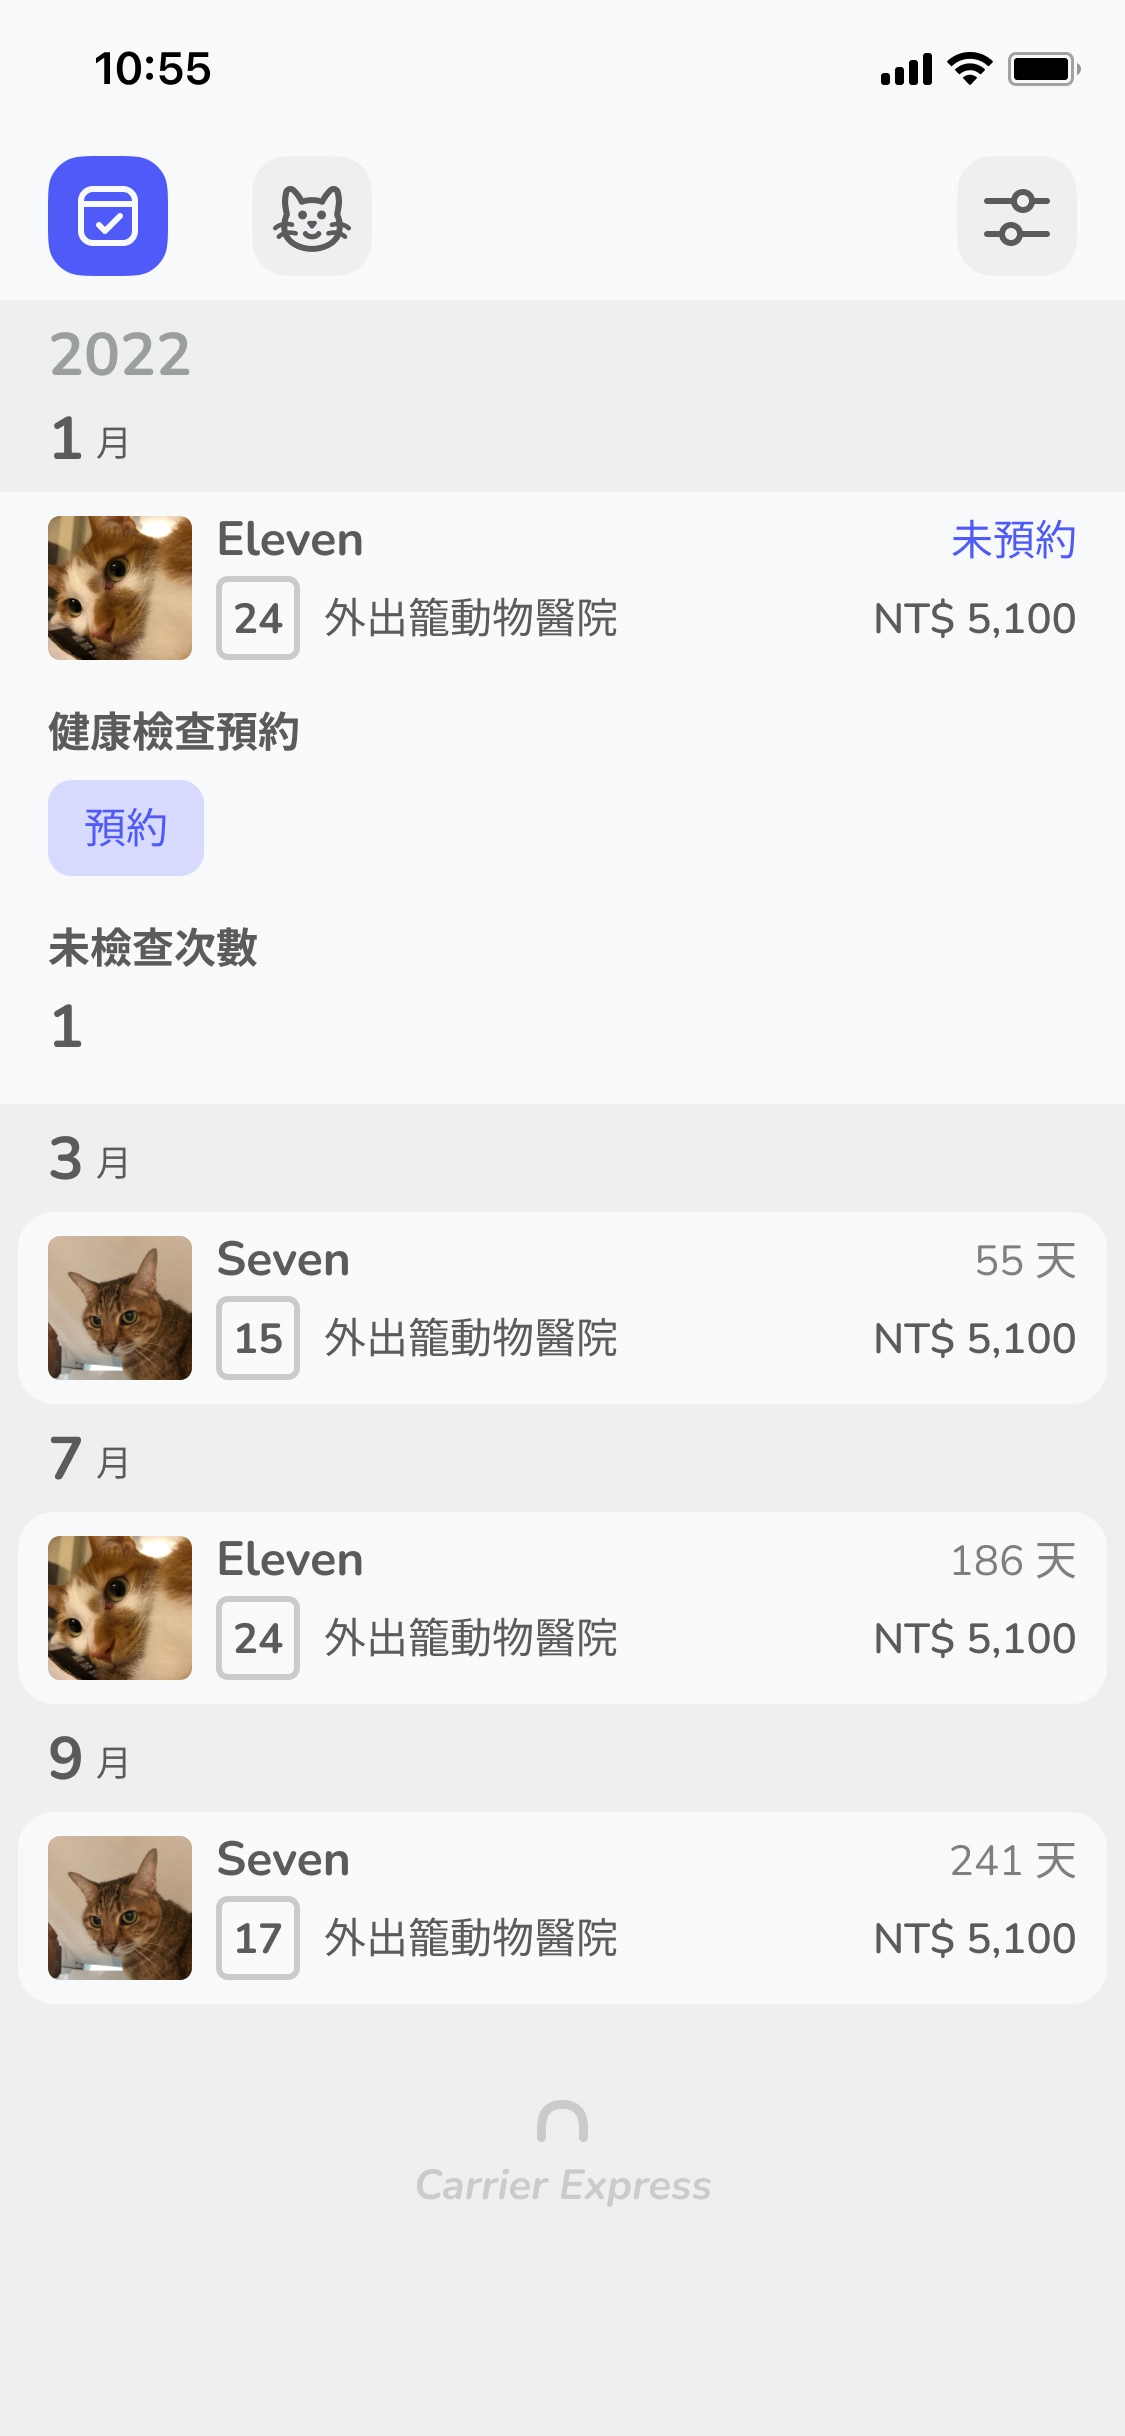 10:55
2022
1 月
Eleven
未預約
24 外出籠動物醫院
NT$ 5,100
健康檢查預約
預約
未檢查次數
1
3 月
Seven
55 天
15 外出籠動物醫院
NT$ 5,100
7 月
Eleven
186 天
24 外出籠動物醫院
NT$ 5,100
9 月
Seven
241 天
17 外出籠動物醫院
NT$ 5,100
Carrier Express